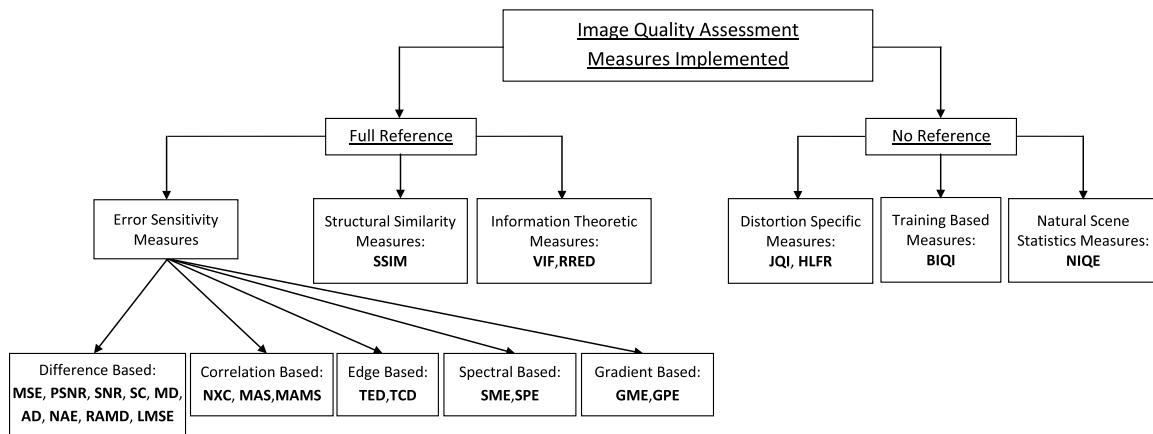 Image Quality Assessment
Measures Implemented
Full Reference
No Reference
Error Sensitivity
Measures
Structural Similarity
Measures:
SSIM
Information Theoretic
Measures:
VIF,RRED
Distortion Specific
Measures:
JQI, HLFR
Training Based
Measures:
BIQI
Natural Scene
Statistics Measures:
NIQE
Difference Based:
MSE, PSNR, SNR, SC, MD,
AD, NAE, RAMD, LMSE
Correlation Based:
NXC, MAS,MAMS
Edge Based:
TED,TCD
Spectral Based:
SME,SPE
Gradient Based:
GME,GPE